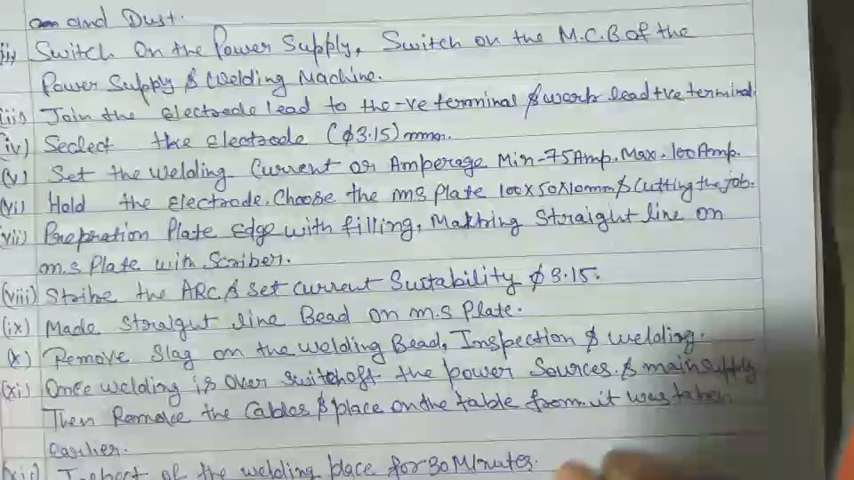 and Dust.
(ii) Switch On the Power Supply, Switch on the M.C.B of the
Power Supply & Welding Machine.
(iii) Join the electrode lead to the -ve terminal & work lead +ve terminal
(iv) Seclect the electrode (φ3.15) mm.
(v) Set the Welding Current or Amperage Min-75Amp. Max. 100Amp.
(vi) Hold the Electrode. Choose the ms Plate 100x50x10mm & Cutting the job.
(vii) Prepration Plate edge with filling, Making Straight line on
m.s Plate with Scriber.
(viii) Strike the ARC & set current Sustability φ3.15.
(ix) Made straight line Bead on m.s Plate.
(x) Remove slag on the welding Bead, Inspection & welding.
(xi) Once welding is over switchoff the power Sources & main supply
Then Remove the Cables & place on the table from it was taken
earlier.
(xii) of the welding place for 30 Minutes.